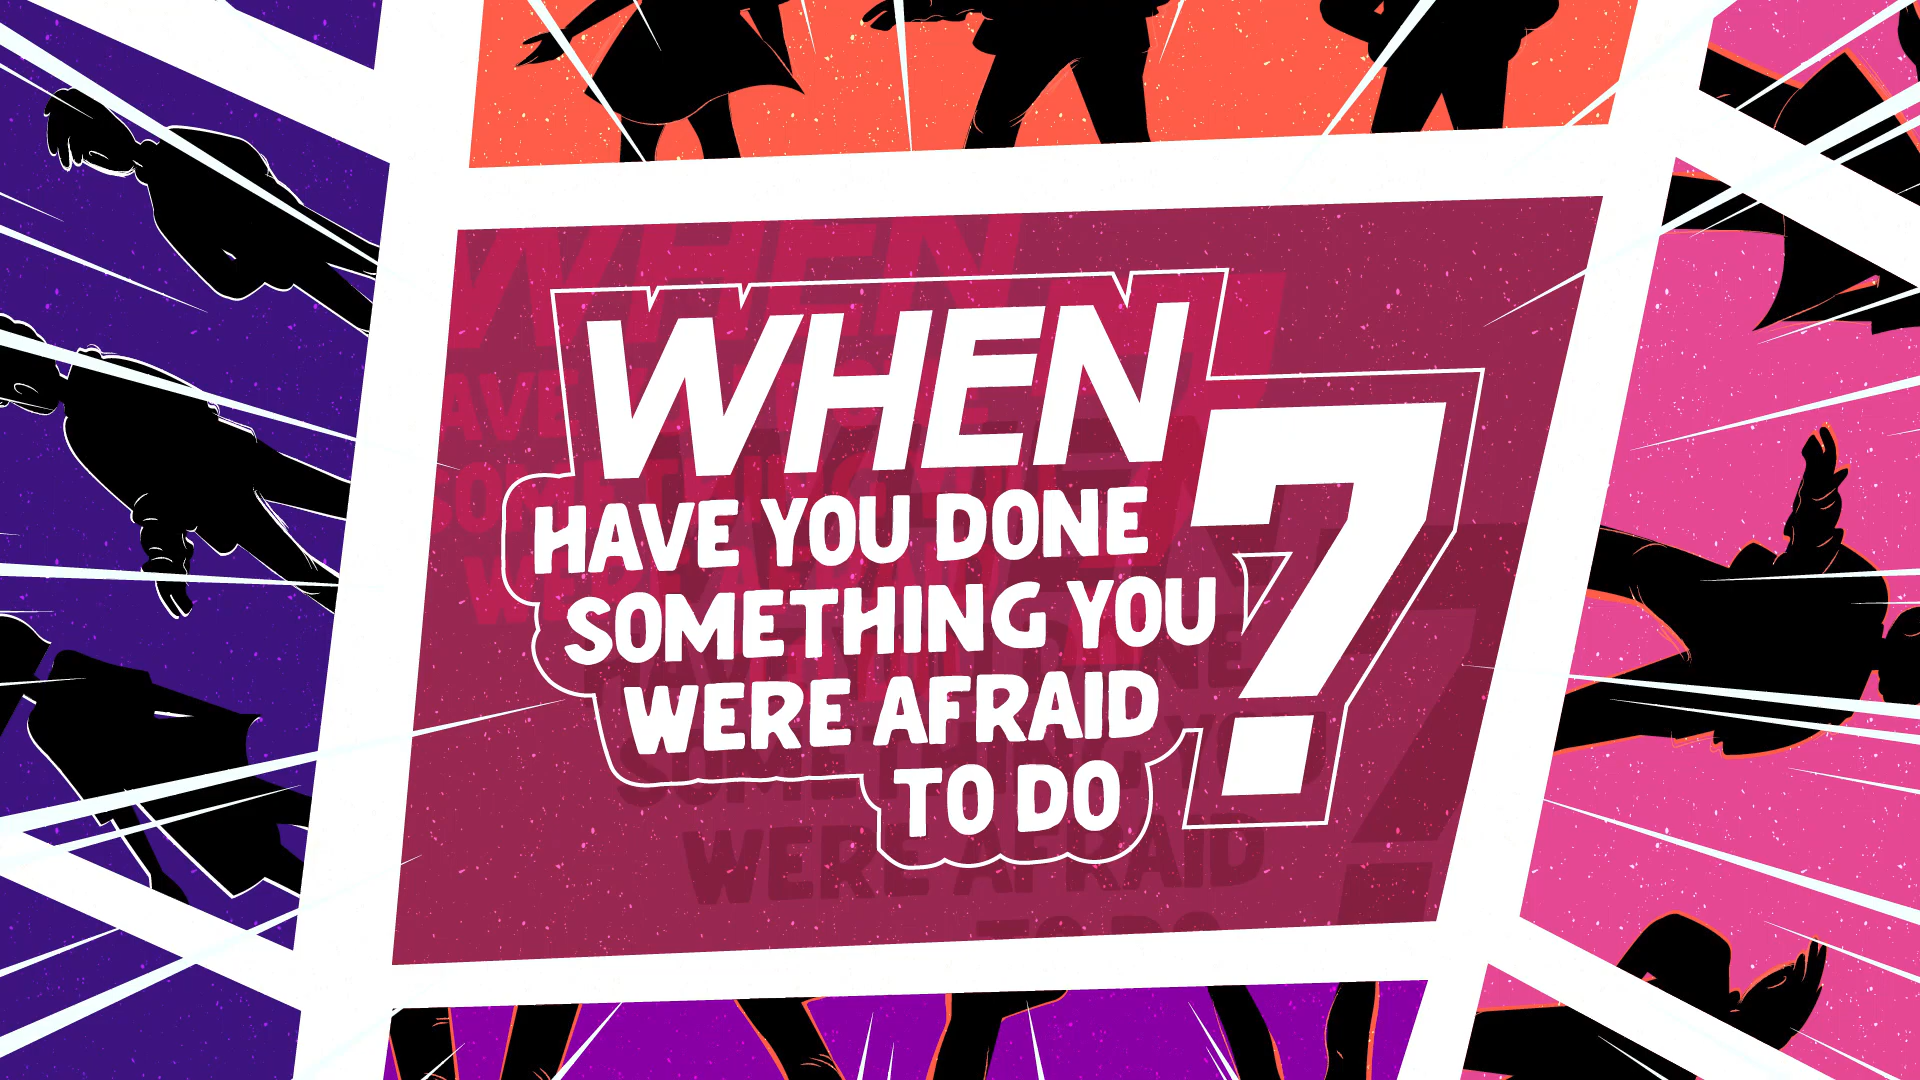 WHEN
HAVE YOU DONE
SOMETHING YOU
WERE AFRAID
TO DO?